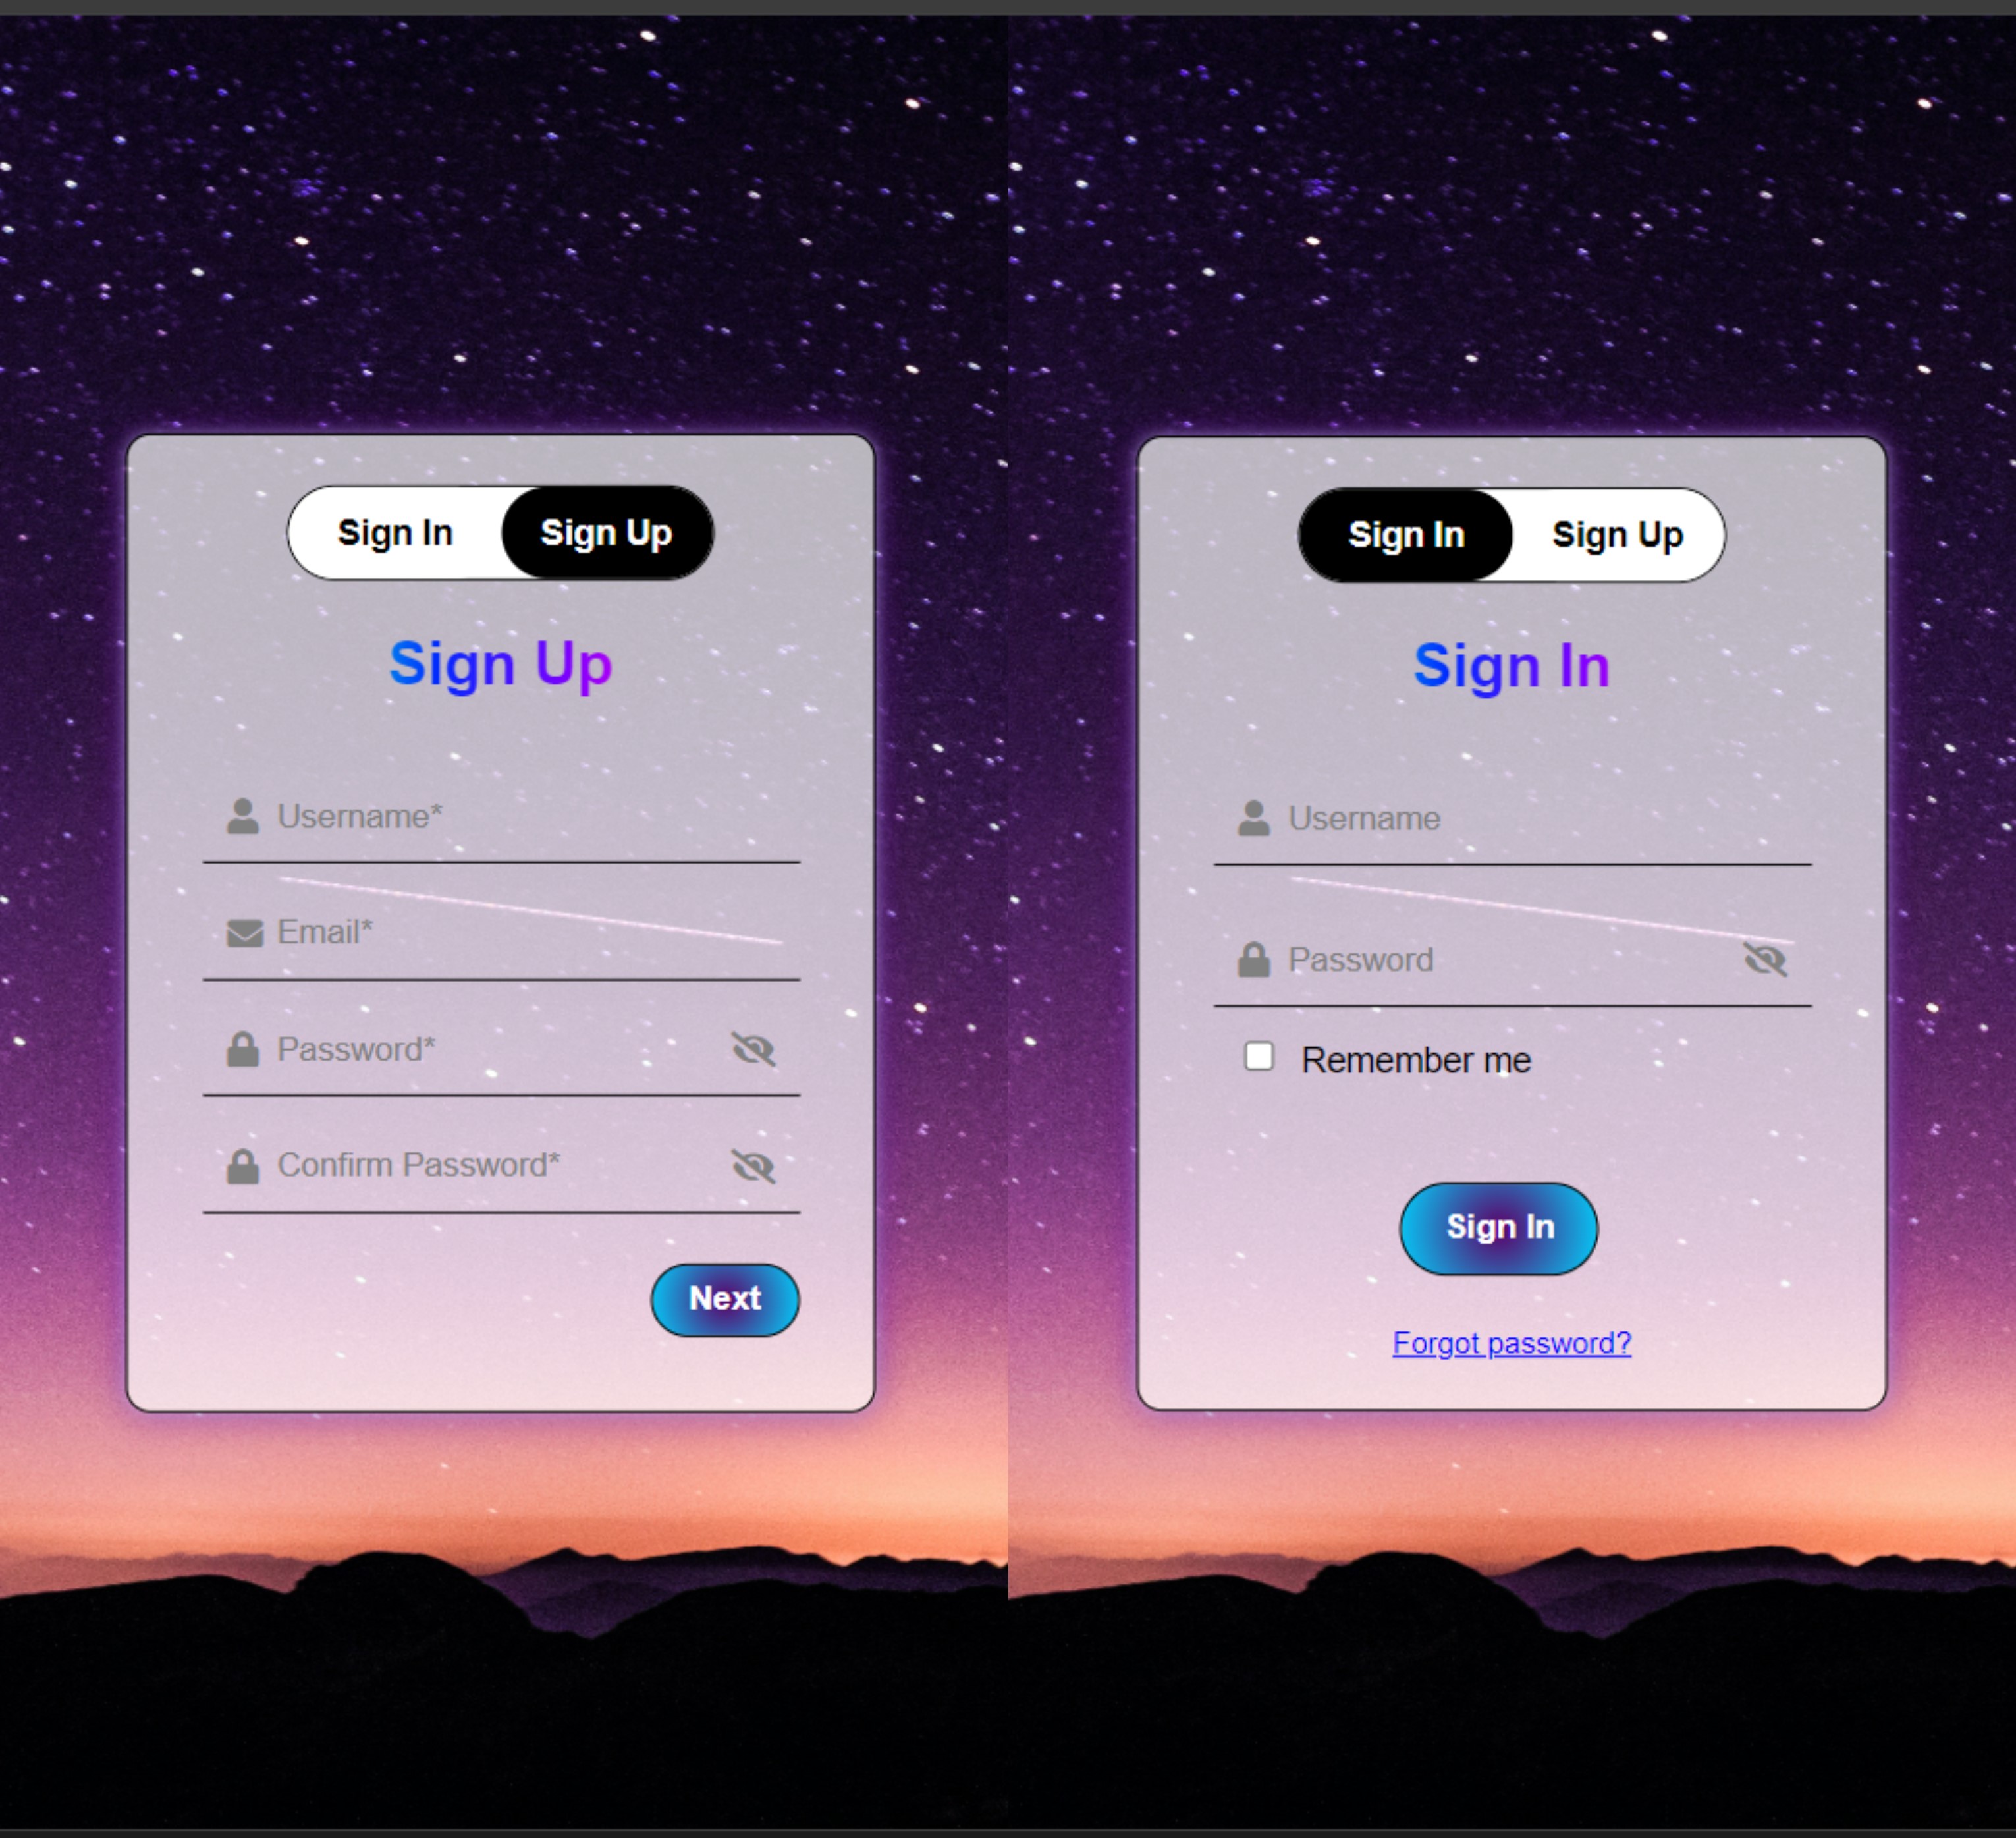 Sign In Sign Up
Sign Up
Username*
Email*
Password*
Confirm Password*
Next
Sign In Sign Up
Sign In
Username
Password
Remember me
Sign In
Forgot password?